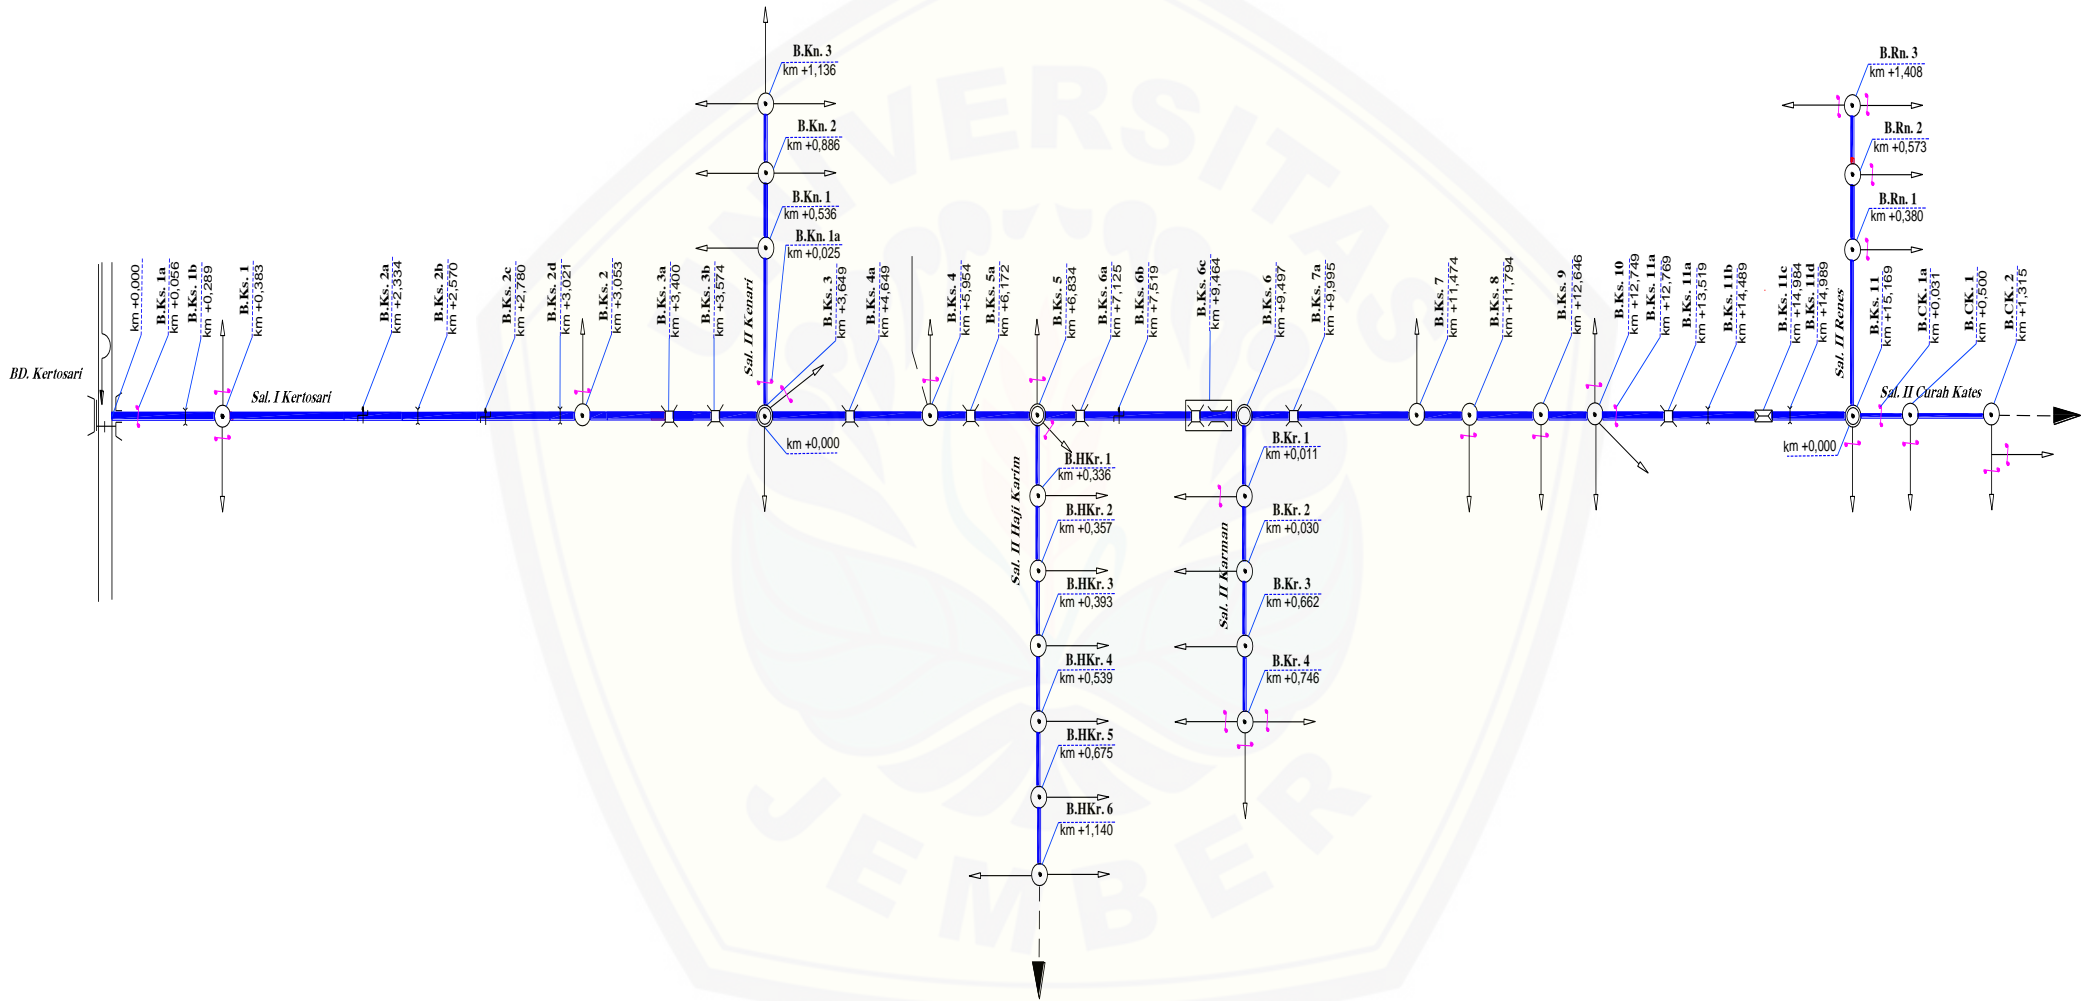 UNIVERSITAS
JEMBER
B.Kn. 3
km +1,136
B.Kn. 2
km +0,886
B.Kn. 1
km +0,536
B.Kn. 1a
km +0,025
Sal. II Kenari
B.Rn. 3
km +1,408
B.Rn. 2
km +0,573
B.Rn. 1
km +0,380
Sal. II Remes
BD. Kertosari
Sal. I Kertosari
km +0,000
B.Ks. 1a
km +0,056
B.Ks. 1b
km +0,289
B.Ks. 1
km +0,383
B.Ks. 2a
km +2,334
B.Ks. 2b
km +2,570
B.Ks. 2c
km +2,780
B.Ks. 2d
km +3,021
B.Ks. 2
km +3,053
B.Ks. 3a
km +3,400
B.Ks. 3b
km +3,574
B.Ks. 3
km +3,649
B.Ks. 4a
km +4,649
B.Ks. 4
km +5,954
B.Ks. 5a
km +6,172
B.Ks. 5
km +6,834
B.Ks. 6a
km +7,125
B.Ks. 6b
km +7,519
B.Ks. 6c
km +9,464
B.Ks. 6
km +9,497
B.Ks. 7a
km +9,995
B.Ks. 7
km +11,474
B.Ks. 8
km +11,794
B.Ks. 9
km +12,646
B.Ks. 10
km +12,749
B.Ks. 11a
km +12,769
B.Ks. 11a
km +13,519
B.Ks. 11b
km +14,489
B.Ks. 11c
km +14,984
B.Ks. 11d
km +14,989
B.Ks. 11
km +15,169
B.CK. 1a
km +0,031
B.CK. 1
km +0,500
B.CK. 2
km +1,315
Sal. II Curah Kates
km +0,000
km +0,000
Sal. II Haji Karim
B.HKr. 1
km +0,336
B.HKr. 2
km +0,357
B.HKr. 3
km +0,393
B.HKr. 4
km +0,539
B.HKr. 5
km +0,675
B.HKr. 6
km +1,140
Sal. II Karman
B.Kr. 1
km +0,011
B.Kr. 2
km +0,030
B.Kr. 3
km +0,662
B.Kr. 4
km +0,746